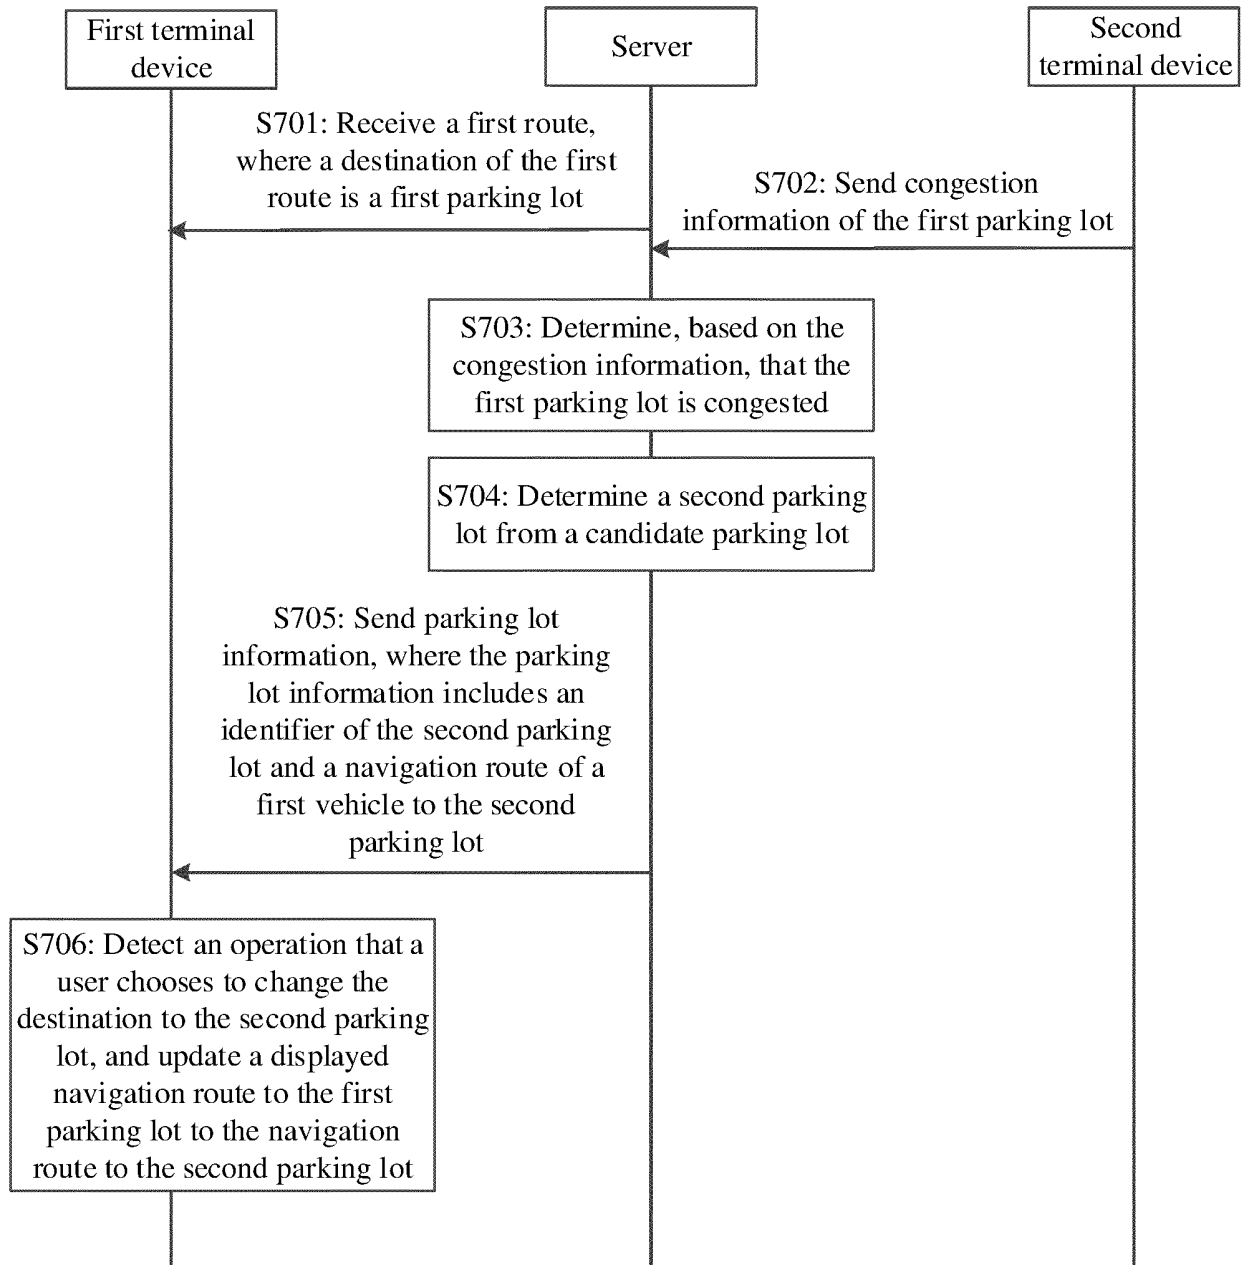 First terminal
device
Server
Second
terminal device
S701: Receive a first route,
where a destination of the first
route is a first parking lot
S702: Send congestion
information of the first parking lot
S703: Determine, based on the
congestion information, that the
first parking lot is congested
S704: Determine a second parking
lot from a candidate parking lot
S705: Send parking lot
information, where the parking
lot information includes an
identifier of the second parking
lot and a navigation route of a
first vehicle to the second
parking lot
S706: Detect an operation that a
user chooses to change the
destination to the second parking
lot, and update a displayed
navigation route to the first
parking lot to the navigation
route to the second parking lot